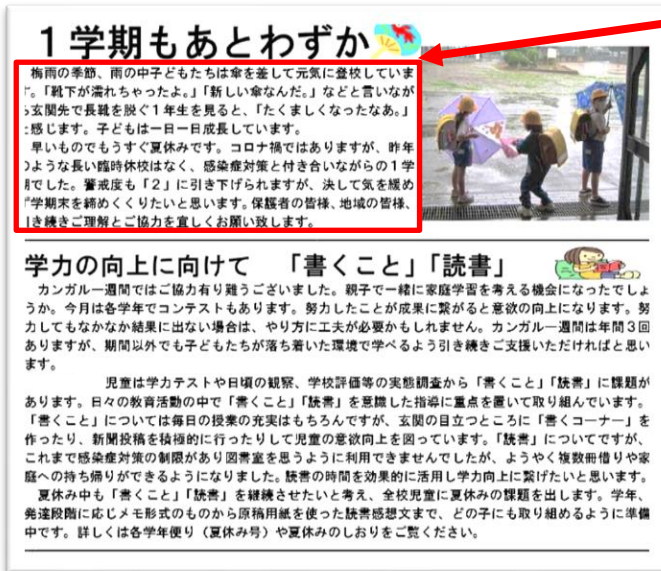 １学期もあとわずか
梅雨の季節、雨の中子どもたちは傘を差して元気に登校していま
。「靴下が濡れちゃったよ。」「新しい傘なんだ。」などと言いなが
玄関先で長靴を脱ぐ１年生を見ると、「たくましくなったなあ。」
感じます。子どもは一日一日成長しています。
早いものでもうすぐ夏休みです。コロナ禍ではありますが、昨年
のような長い臨時休校はなく、感染症対策と付き合いながらの１学
期でした。警戒度も「２」に引き下げられますが、決して気を緩め
学期末を締めくくりたいと思います。保護者の皆様、地域の皆様、
引き続きご理解とご協力を宜しくお願い致します。
学力の向上に向けて 「書くこと」「読書」
カンガルー週間ではご協力有り難うございました。親子で一緒に家庭学習を考える機会になったでしょ
うか。今月は各学年でコンテストもあります。努力したことが成果に繋がると意欲の向上になります。努
力してもなかなか結果に出ない場合は、やり方に工夫が必要かもしれません。カンガルー週間は年間３回
ありますが、期間以外でも子どもたちが落ち着いた環境で学べるよう引き続きご支援いただければと思い
ます。
児童は学力テストや日頃の観察、学校評価等の実態調査から「書くこと」「読書」に課題が
あります。日々の教育活動の中で「書くこと」「読書」を意識した指導に重点を置いて取り組んでいます。
「書くこと」については毎日の授業の充実はもちろんですが、玄関の目立つところに「書くコーナー」を
作ったり、新聞投稿を積極的に行ったりして児童の意欲向上を図っています。「読書」についてですが、
これまで感染症対策の制限があり図書室を思うように利用できませんでしたが、ようやく複数冊借りや家
庭への持ち帰りができるようになりました。読書の時間を効果的に活用し学力向上に繋げたいと思います。
夏休み中も「書くこと」「読書」を継続させたいと考え、全校児童に夏休みの課題を出します。学年、
発達段階に応じメモ形式のものから原稿用紙を使った読書感想文まで、どの子にも取り組めるように準備
中です。詳しくは各学年便り（夏休み号）や夏休みのしおりをご覧ください。